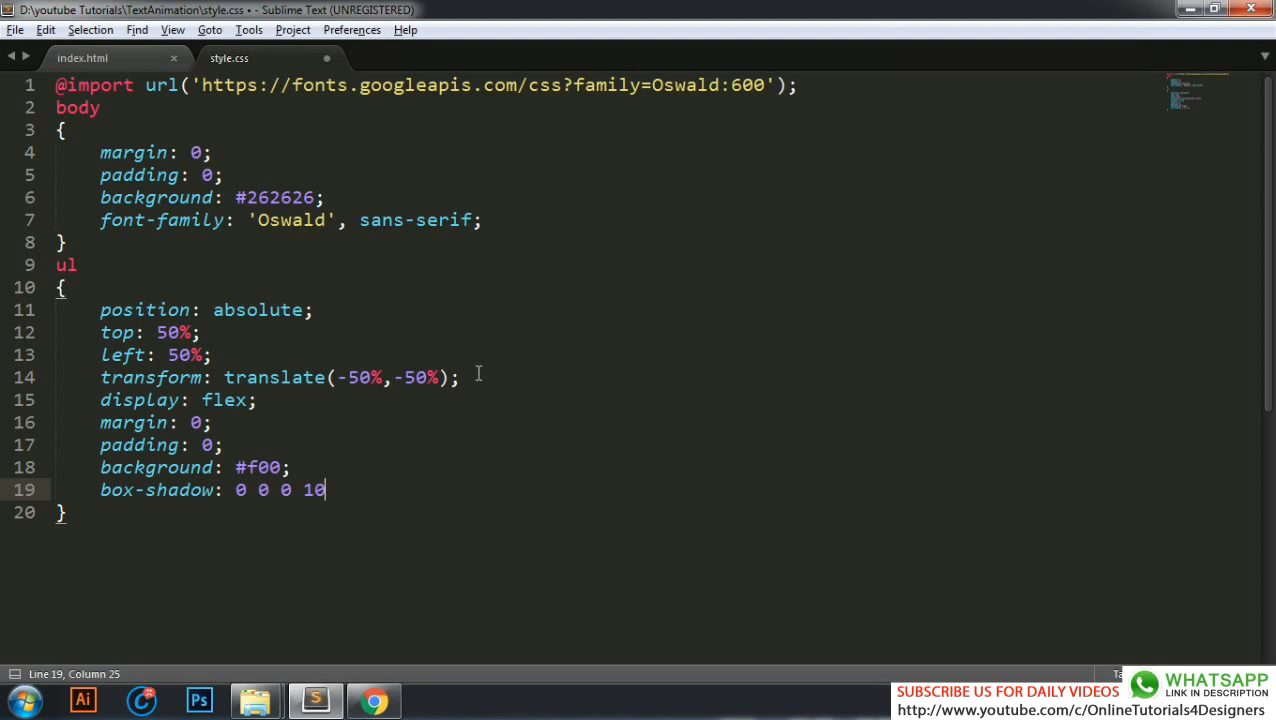 D:\youtube Tutorials\TextAnimation\style.css • - Sublime Text (UNREGISTERED)
File Edit Selection Find View Goto Tools Project Preferences Help
index.html × style.css
1 @import url('https://fonts.googleapis.com/css?family=Oswald:600');
2 body
3 {
4 margin: 0;
5 padding: 0;
6 background: #262626;
7 font-family: 'Oswald', sans-serif;
8 }
9 ul
10 {
11 position: absolute;
12 top: 50%;
13 left: 50%;
14 transform: translate(-50%,-50%);
15 display: flex;
16 margin: 0;
17 padding: 0;
18 background: #f00;
19 box-shadow: 0 0 0 10
20 }
Line 19, Column 25
Ai Ps S
SUBSCRIBE US FOR DAILY VIDEOS
http://www.youtube.com/c/OnlineTutorials4Designers
WHATSAPP
LINK IN DESCRIPTION